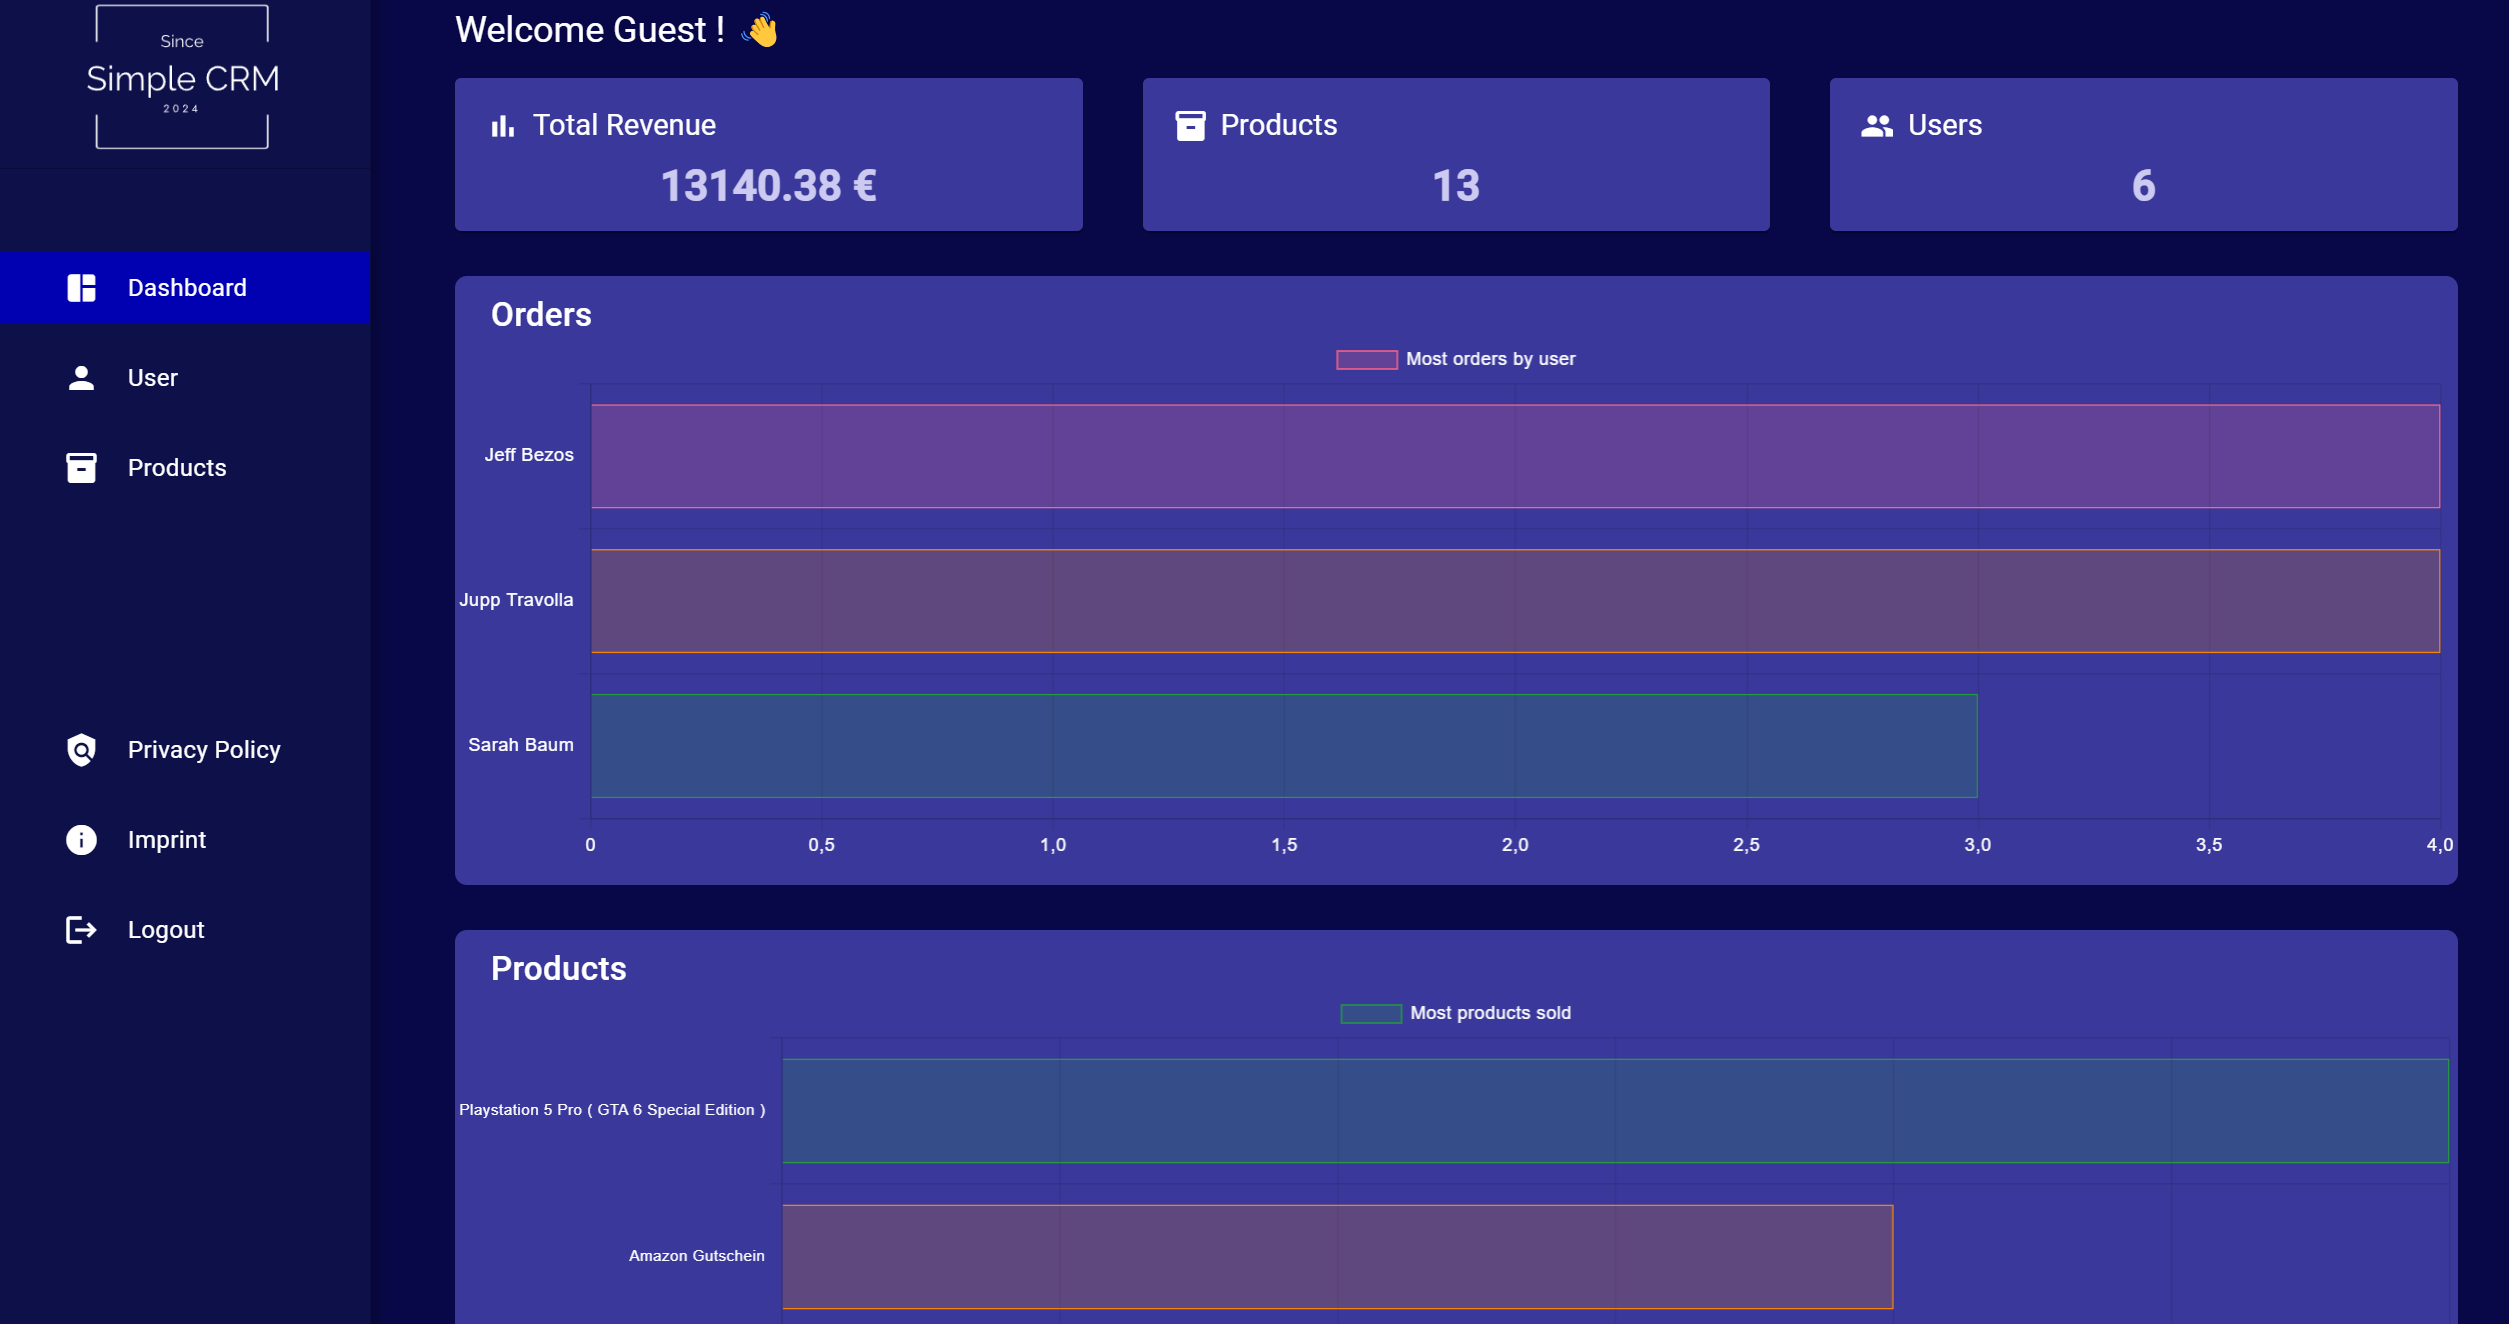 Since
Simple CRM
2024
Dashboard
User
Products
Privacy Policy
Imprint
Logout
Welcome Guest ! 👋
Total Revenue
13140.38 €
Products
13
Users
6
Orders
Most orders by user
Jeff Bezos
Jupp Travolla
Sarah Baum
0 0,5 1,0 1,5 2,0 2,5 3,0 3,5 4,0
Products
Most products sold
Playstation 5 Pro ( GTA 6 Special Edition )
Amazon Gutschein